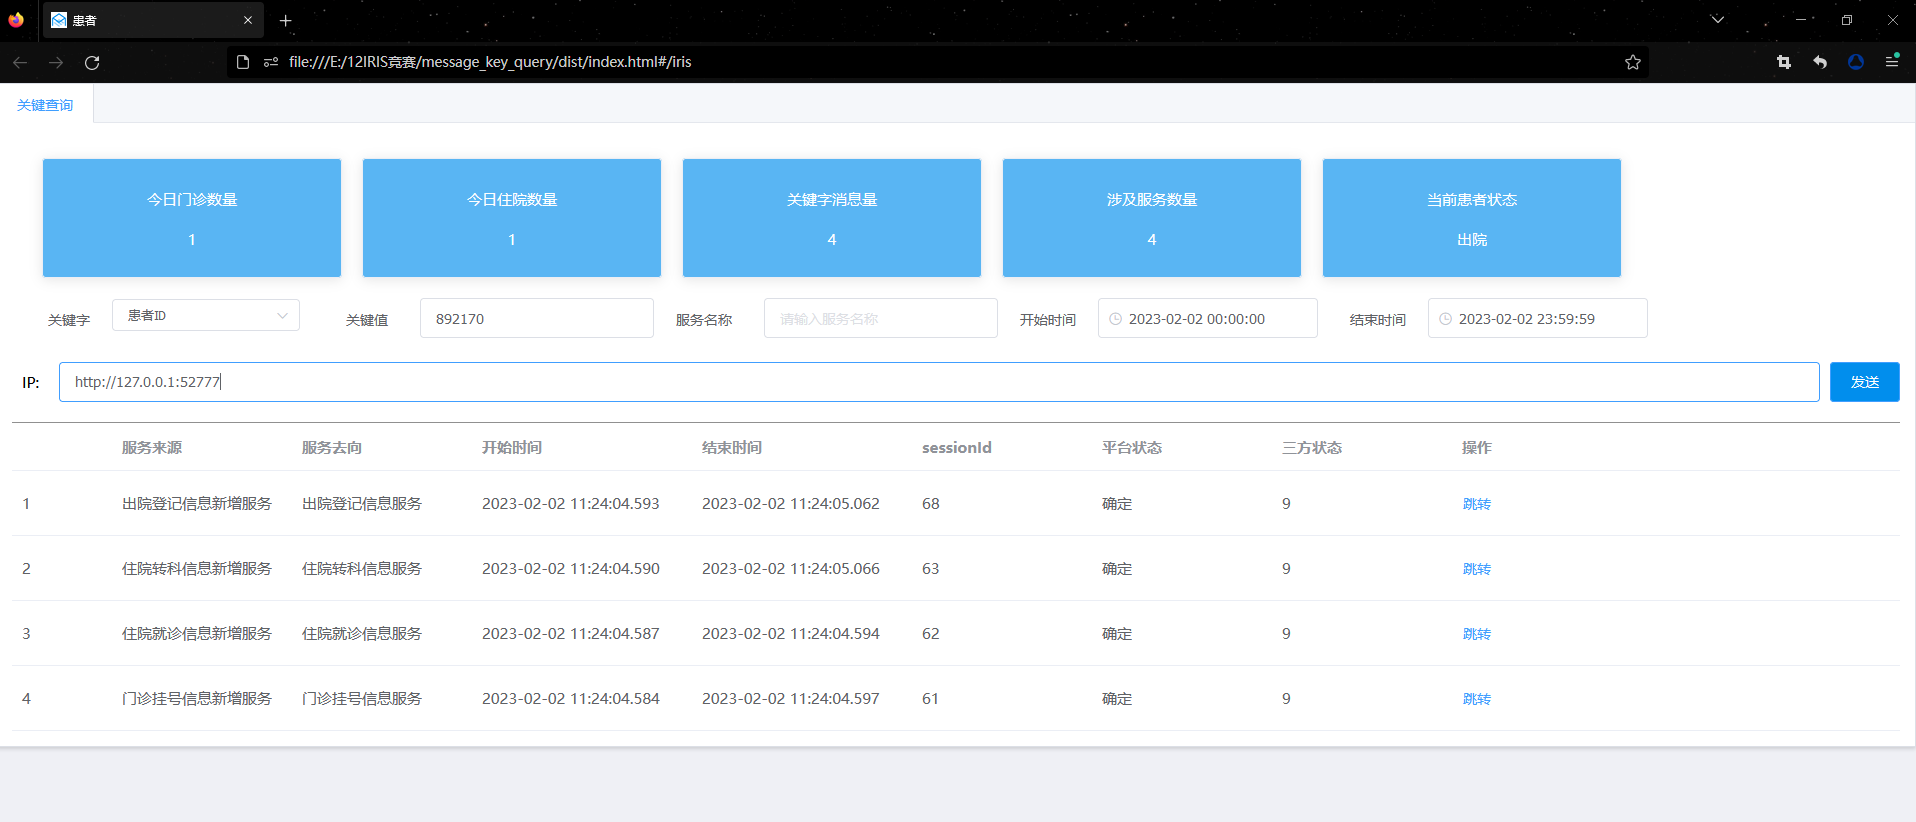 患者
file:///E:/12IRIS竞赛/message_key_query/dist/index.html#/iris
关键查询
今日门诊数量 今日住院数量 关键字消息量 涉及服务数量 当前患者状态
1 1 4 4 出院
关键字 患者ID 关键值 892170 服务名称 请输入服务名称 开始时间 2023-02-02 00:00:00 结束时间 2023-02-02 23:59:59
IP: http://127.0.0.1:52777 发送
服务来源 服务去向 开始时间 结束时间 sessionId 平台状态 三方状态 操作
1 出院登记信息新增服务 出院登记信息服务 2023-02-02 11:24:04.593 2023-02-02 11:24:05.062 68 确定 9 跳转
2 住院转科信息新增服务 住院转科信息服务 2023-02-02 11:24:04.590 2023-02-02 11:24:05.066 63 确定 9 跳转
3 住院就诊信息新增服务 住院就诊信息服务 2023-02-02 11:24:04.587 2023-02-02 11:24:04.594 62 确定 9 跳转
4 门诊挂号信息新增服务 门诊挂号信息服务 2023-02-02 11:24:04.584 2023-02-02 11:24:04.597 61 确定 9 跳转